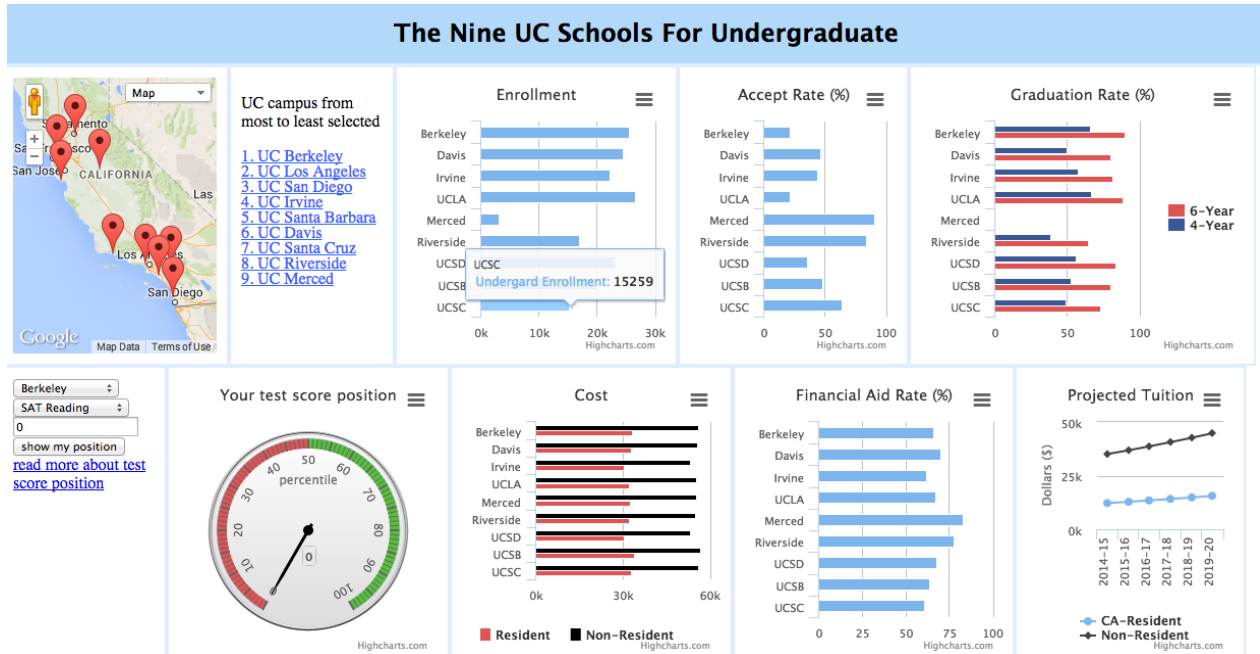 The Nine UC Schools For Undergraduate
Map
+
−
CALIFORNIA
San Jose
Las
San Diego
Google
Map Data
Terms of Use
UC campus from
most to least selected
1. UC Berkeley
2. UC Los Angeles
3. UC San Diego
4. UC Irvine
5. UC Santa Barbara
6. UC Davis
7. UC Santa Cruz
8. UC Riverside
9. UC Merced
Enrollment
Berkeley
Davis
Irvine
UCLA
Merced
Riverside
UCSD
UCSB
UCSC
UCSC
Undergard Enrollment: 15259
0k 10k 20k 30k
Highcharts.com
Accept Rate (%)
Berkeley
Davis
Irvine
UCLA
Merced
Riverside
UCSD
UCSB
UCSC
0 50 100
Highcharts.com
Graduation Rate (%)
Berkeley
Davis
Irvine
UCLA
Merced
Riverside
UCSD
UCSB
UCSC
0 50 100
6-Year
4-Year
Highcharts.com
Berkeley
SAT Reading
0
show my position
read more about test
score position
Your test score position
0 10 20 30 40 50 60 70 80 90 100
percentile
Highcharts.com
Cost
Berkeley
Davis
Irvine
UCLA
Merced
Riverside
UCSD
UCSB
UCSC
0k 30k 60k
Resident Non-Resident
Highcharts.com
Financial Aid Rate (%)
Berkeley
Davis
Irvine
UCLA
Merced
Riverside
UCSD
UCSB
UCSC
0 25 50 75 100
Highcharts.com
Projected Tuition
Dollars ($)
50k
25k
0k
2014-15
2015-16
2016-17
2017-18
2018-19
2019-20
CA-Resident
Non-Resident
Highcharts.com